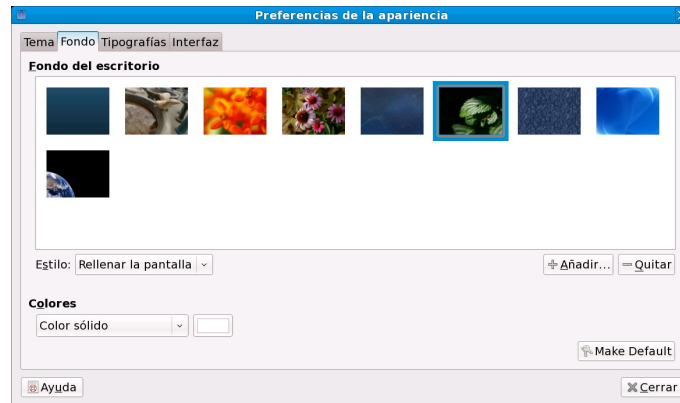 Preferencias de la apariencia
Tema Fondo Tipografías Interfaz
Fondo del escritorio
Estilo: Rellenar la pantalla
Añadir... Quitar
Colores
Color sólido
Make Default
Ayuda Cerrar